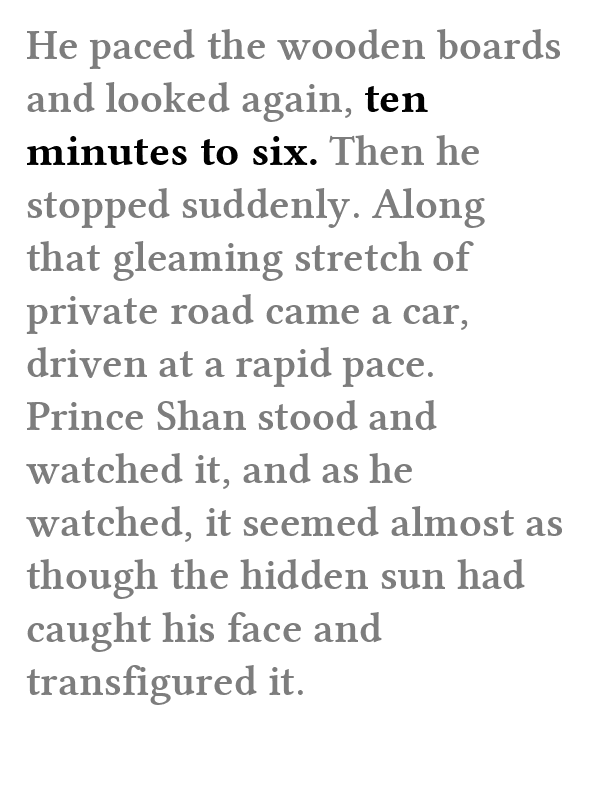 He paced the wooden boards
and looked again, ten
minutes to six. Then he
stopped suddenly. Along
that gleaming stretch of
private road came a car,
driven at a rapid pace.
Prince Shan stood and
watched it, and as he
watched, it seemed almost as
though the hidden sun had
caught his face and
transfigured it.